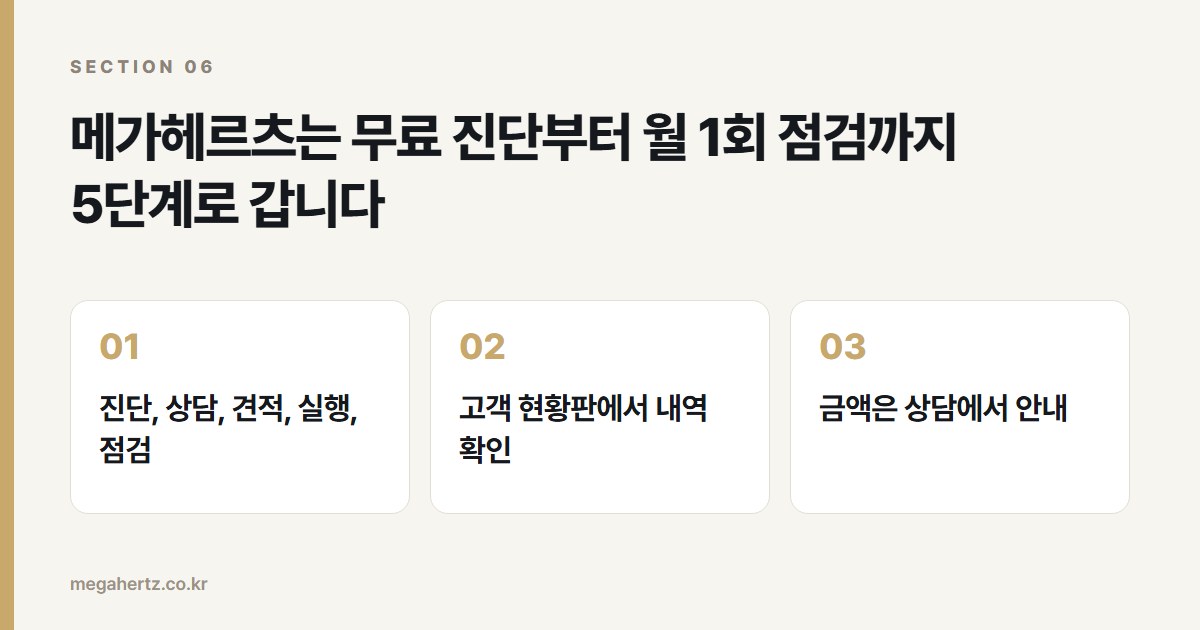 SECTION 06
메가헤르츠는 무료 진단부터 월 1회 점검까지
5단계로 갑니다
01
진단, 상담, 견적, 실행,
점검
02
고객 현황판에서 내역
확인
03
금액은 상담에서 안내
megahertz.co.kr